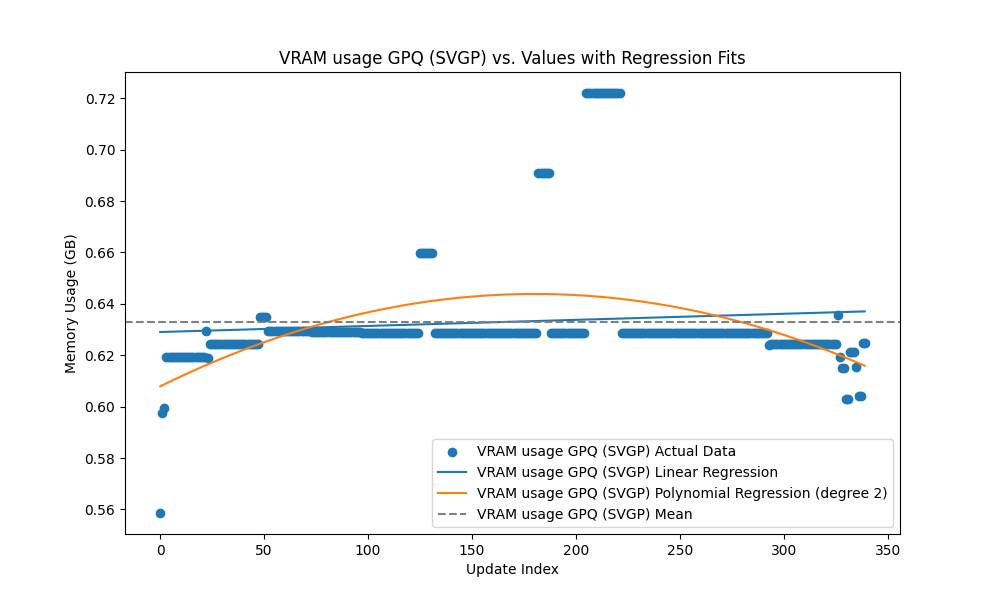 VRAM usage GPQ (SVGP) vs. Values with Regression Fits
Memory Usage (GB)
0.72
0.70
0.68
0.66
0.64
0.62
0.60
0.58
0.56
VRAM usage GPQ (SVGP) Actual Data
VRAM usage GPQ (SVGP) Linear Regression
VRAM usage GPQ (SVGP) Polynomial Regression (degree 2)
VRAM usage GPQ (SVGP) Mean
0 50 100 150 200 250 300 350
Update Index